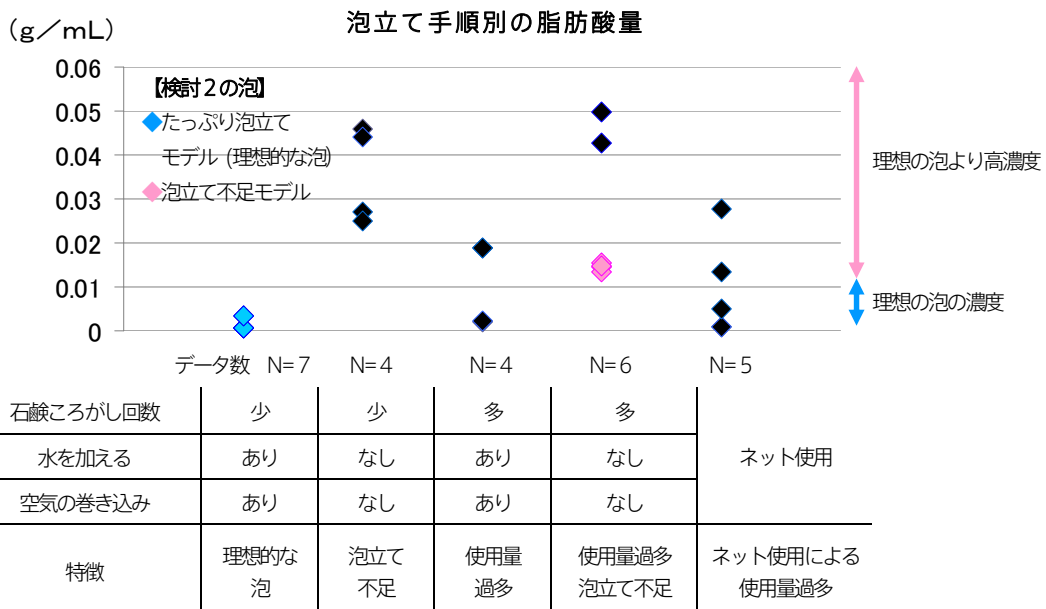 泡立て手順別の脂肪酸量
(g／mL)
0.06
0.05
0.04
0.03
0.02
0.01
0
【検討2の泡】
たっぷり泡立て
モデル (理想的な泡)
泡立て不足モデル
理想の泡より高濃度
理想の泡の濃度
データ数 N=7 N=4 N=4 N=6 N=5
石鹸ころがし回数 少 少 多 多
水を加える あり なし あり なし ネット使用
空気の巻き込み あり なし あり なし
特徴 理想的な泡 泡立て不足 使用量過多 使用量過多泡立て不足 ネット使用による使用量過多